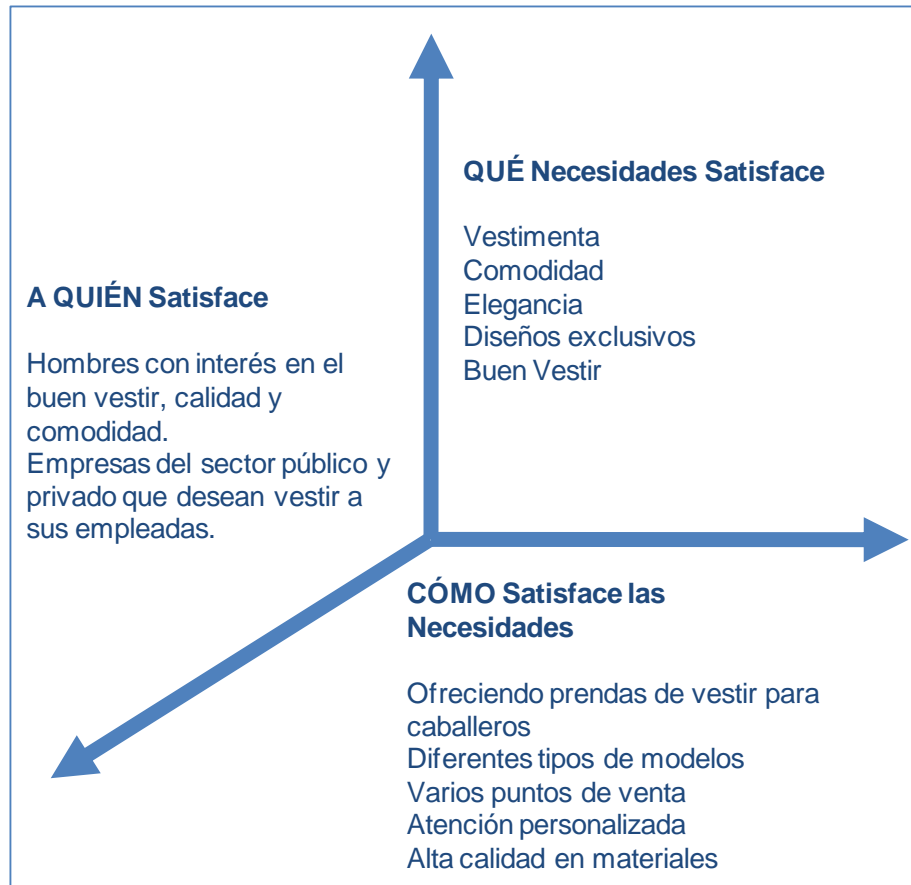 QUÉ Necesidades Satisface
Vestimenta
Comodidad
Elegancia
Diseños exclusivos
Buen Vestir
A QUIÉN Satisface
Hombres con interés en el
buen vestir, calidad y
comodidad.
Empresas del sector público y
privado que desean vestir a
sus empleadas.
CÓMO Satisface las
Necesidades
Ofreciendo prendas de vestir para
caballeros
Diferentes tipos de modelos
Varios puntos de venta
Atención personalizada
Alta calidad en materiales